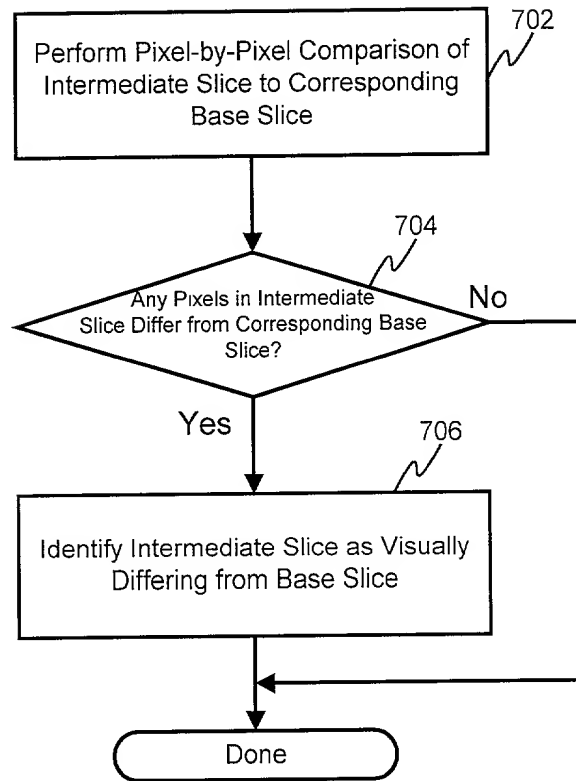 702
Perform Pixel-by-Pixel Comparison of
Intermediate Slice to Corresponding
Base Slice
704
Any Pixels in Intermediate
Slice Differ from Corresponding Base
Slice?
No
Yes
706
Identify Intermediate Slice as Visually
Differing from Base Slice
Done